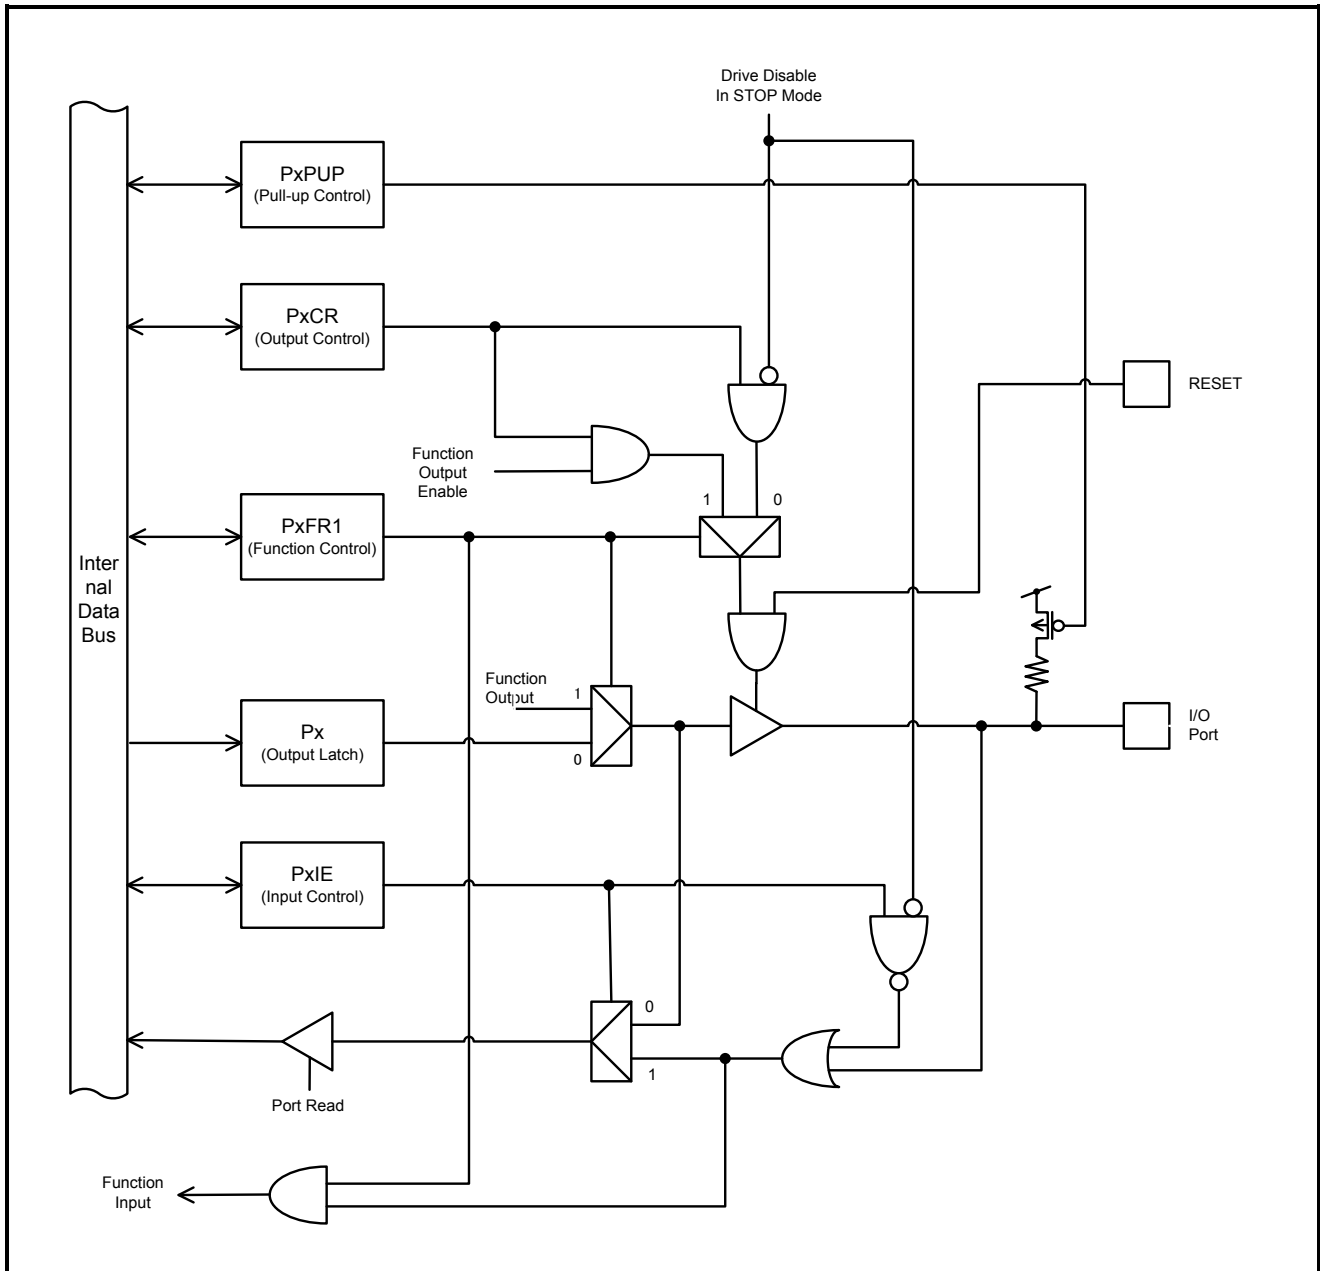 Drive Disable
In STOP Mode
PxPUP
(Pull-up Control)
PxCR
(Output Control)
RESET
Function
Output
Enable
1
0
PxFR1
(Function Control)
Inter
nal
Data
Bus
Function
Output
1
0
Px
(Output Latch)
I/O
Port
PxIE
(Input Control)
0
1
Port Read
Function
Input